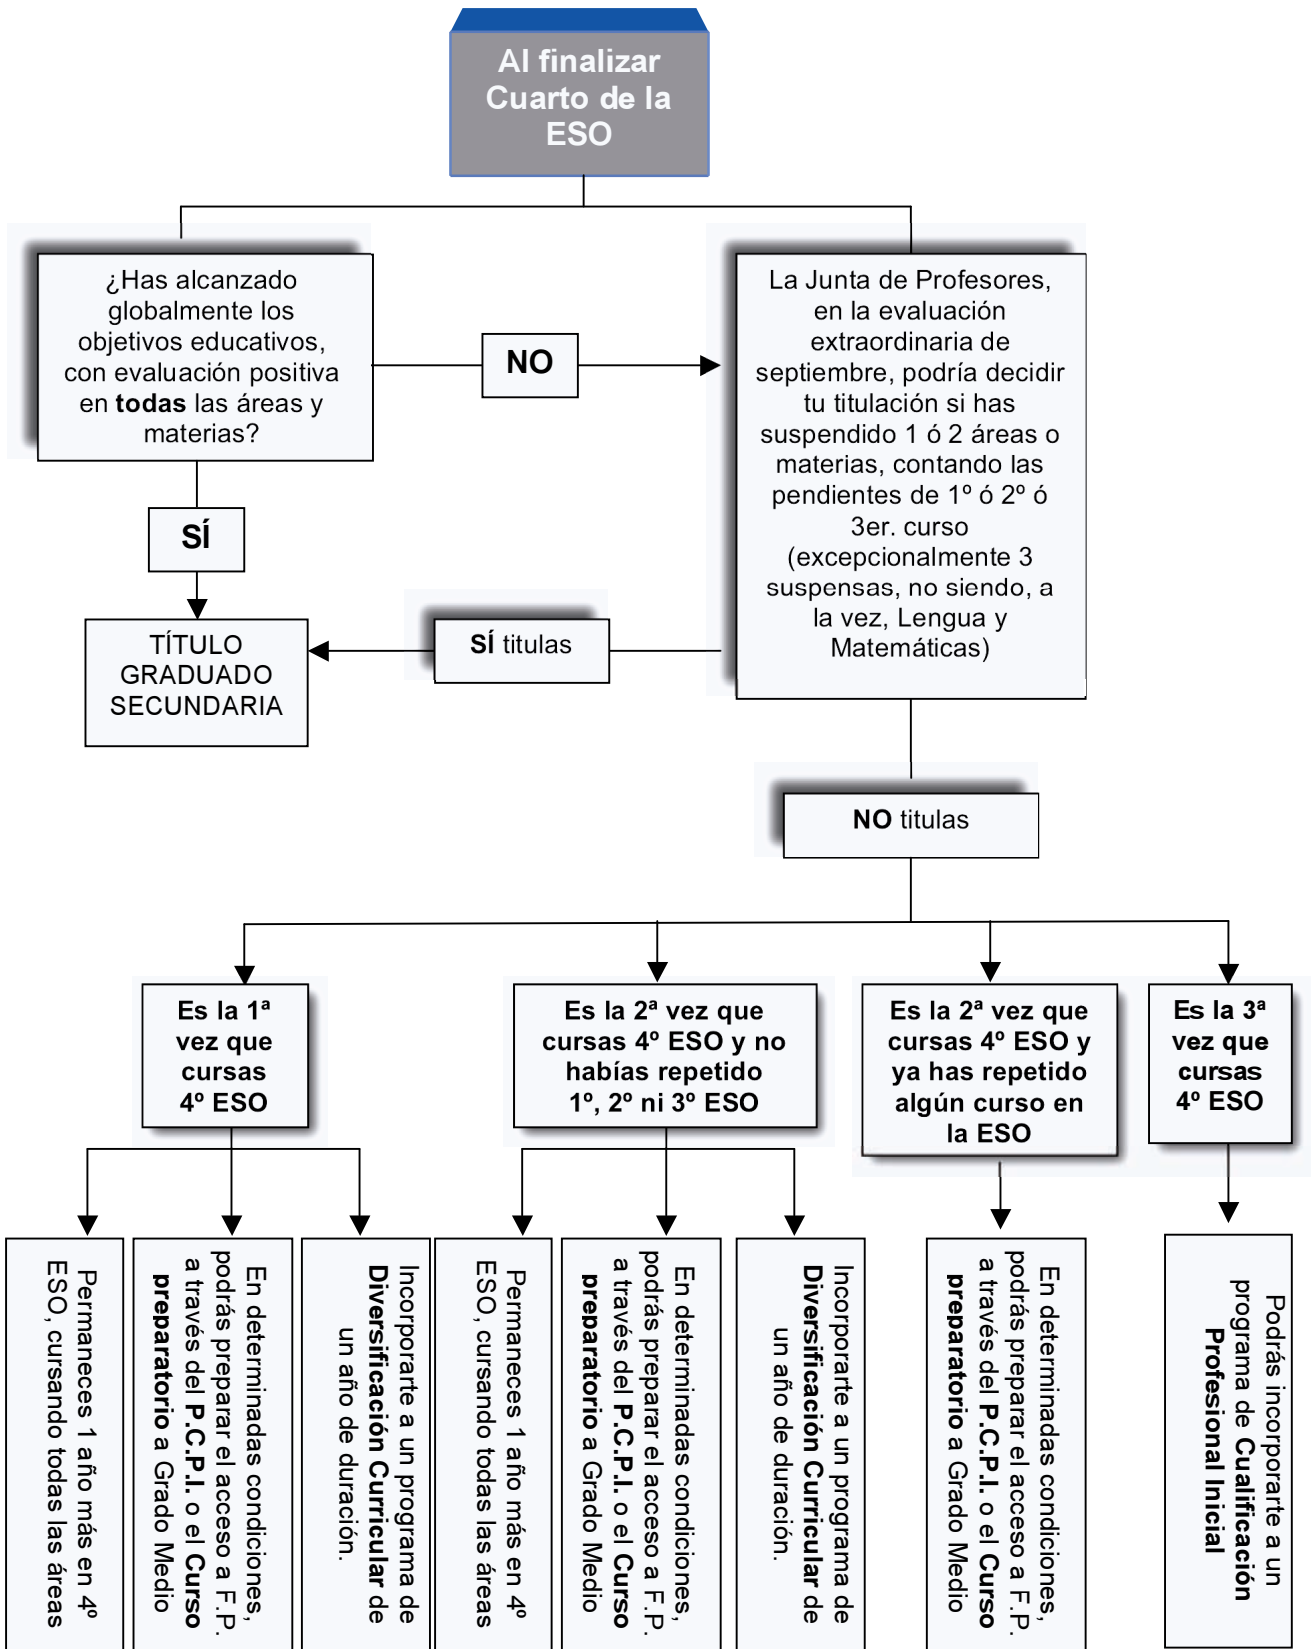 Al finalizar
Cuarto de la
ESO
¿Has alcanzado
globalmente los
objetivos educativos,
con evaluación positiva
en todas las áreas y
materias?
NO
La Junta de Profesores,
en la evaluación
extraordinaria de
septiembre, podría decidir
tu titulación si has
suspendido 1 ó 2 áreas o
materias, contando las
pendientes de 1º ó 2º ó
3er. curso
(excepcionalmente 3
suspensas, no siendo, a
la vez, Lengua y
Matemáticas)
SÍ
TÍTULO
GRADUADO
SECUNDARIA
SÍ titulas
NO titulas
Es la 1ª
vez que
cursas
4º ESO
Es la 2ª vez que
cursas 4º ESO y no
habías repetido
1º, 2º ni 3º ESO
Es la 2ª vez que
cursas 4º ESO y
ya has repetido
algún curso en
la ESO
Es la 3ª
vez que
cursas
4º ESO
Permaneces 1 año más en 4º
ESO, cursando todas las áreas
En determinadas condiciones,
podrás preparar el acceso a F.P.
a través del P.C.P.I. o el Curso
preparatorio a Grado Medio
Incorporarte a un programa de
Diversificación Curricular de
un año de duración.
Permaneces 1 año más en 4º
ESO, cursando todas las áreas
En determinadas condiciones,
podrás preparar el acceso a F.P.
a través del P.C.P.I. o el Curso
preparatorio a Grado Medio
Incorporarte a un programa de
Diversificación Curricular de
un año de duración.
En determinadas condiciones,
podrás preparar el acceso a F.P.
a través del P.C.P.I. o el Curso
preparatorio a Grado Medio
Podrás incorporarte a un
programa de Cualificación
Profesional Inicial